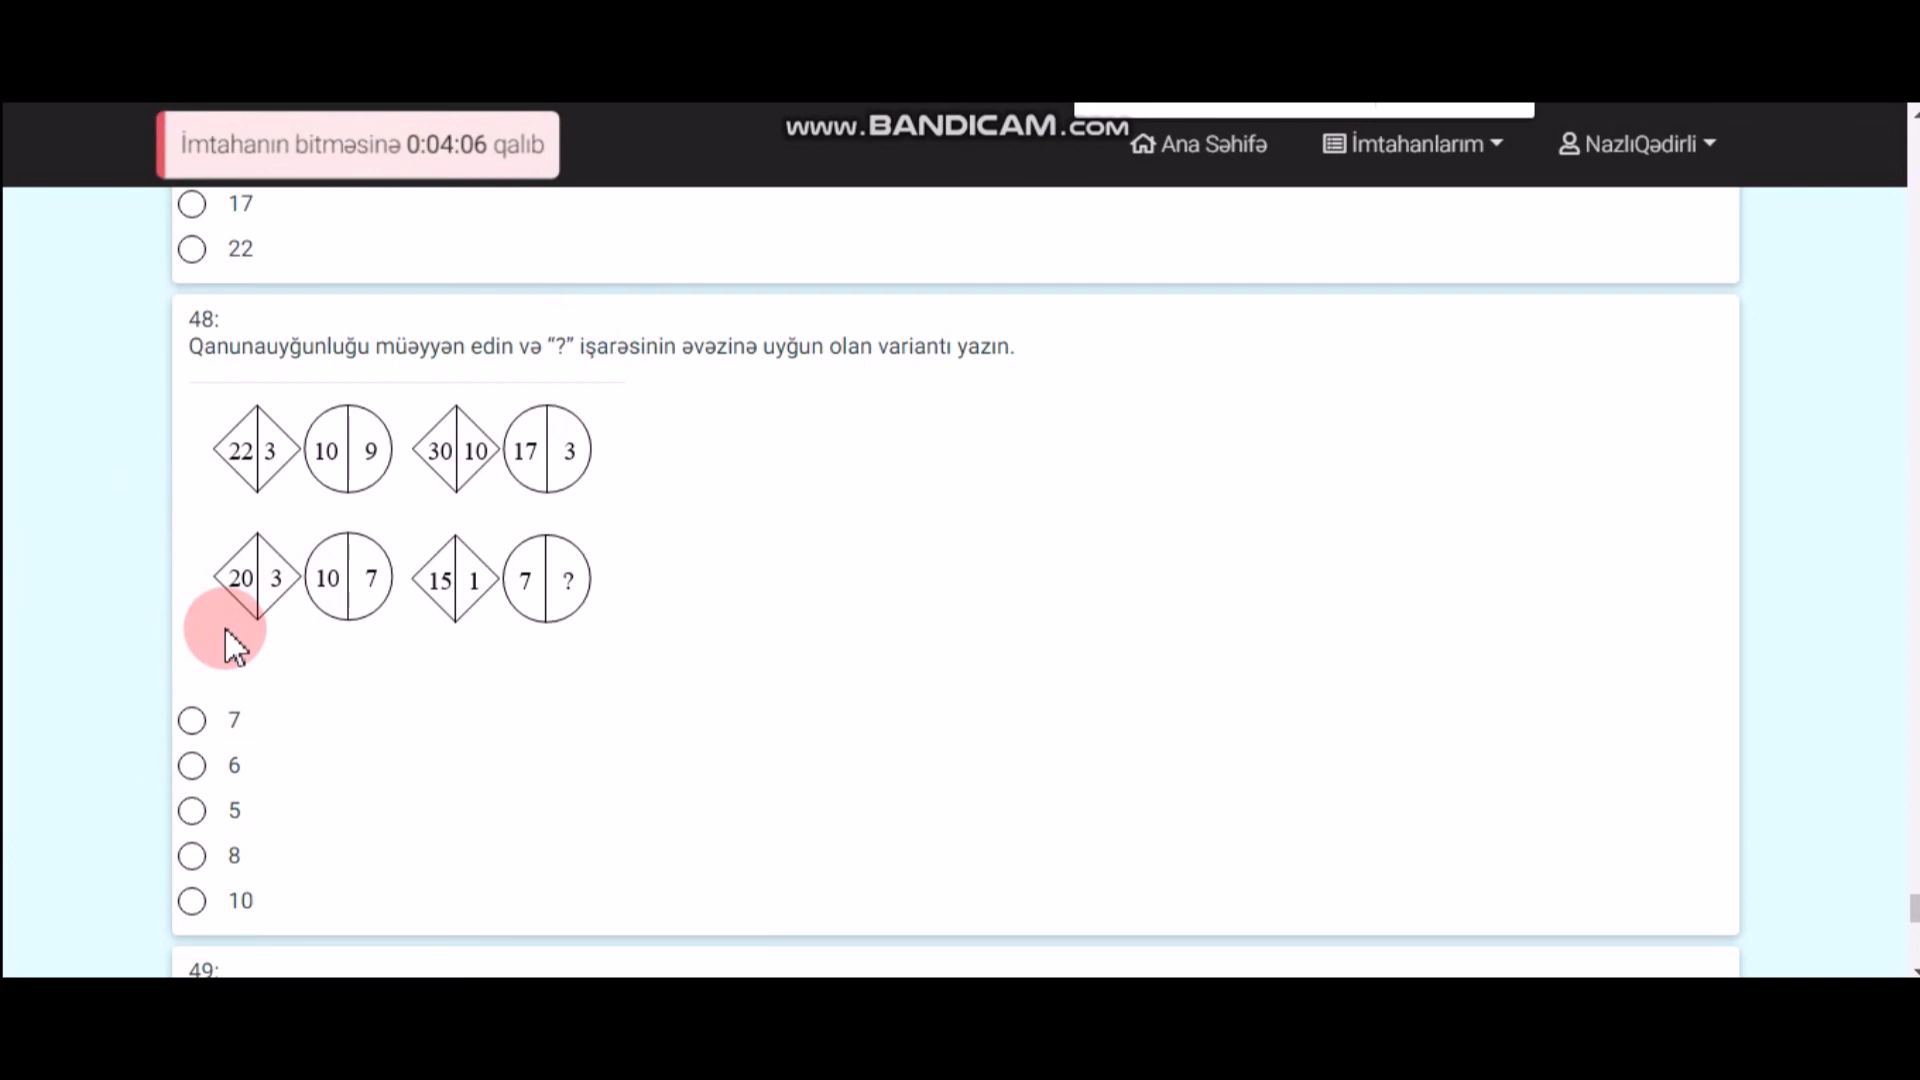 www.BANDICAM.COM
İmtahanın bitməsinə 0:04:06 qalıb
Ana Səhifə
İmtahanlarım
NazlıQədirli
17
22
48:
Qanunauyğunluğu müəyyən edin və “?” işarəsinin əvəzinə uyğun olan variantı yazın.
22 3 10 9 30 10 17 3
20 3 10 7 15 1 7 ?
7
6
5
8
10
49: